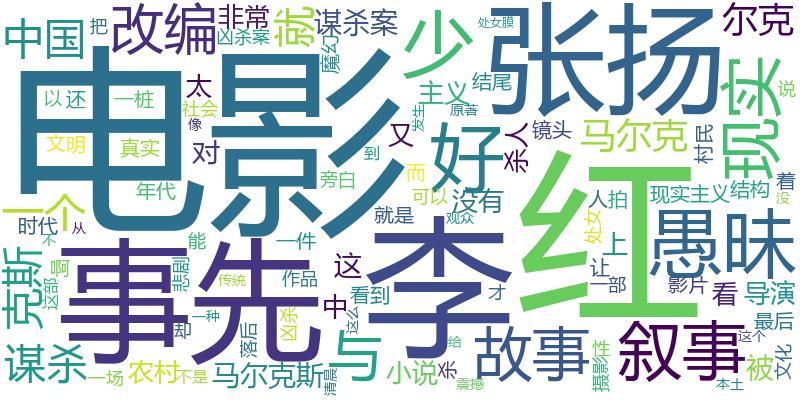 中国
把
改编
非常
凶杀案
就
谋杀案
处女膜
少
张扬
尔克
电影
魔幻
太
社会
像
以
还
一桩
主义
结尾
发生
原善
杀人
镜头
马尔克
现实
说
村民
文明
真实
对
又
好
到
旁白
而
年代
可以
没有
红
人
拍
现实主义
结构
着
没
一个
时代
从
不
能
就是
观众
处女
上
愚昧
克斯
这部
事先
啊
悲剧
一件
传统
作品
这
李
看到
中
让
一部
影片
看
导演
才
却
一种
落后
凶杀
这么
与
故事
给
叙事
这个
最后
谋杀
一场
农村
不是
马尔克斯
清晨
小说
杀
震撼
摄影
性
被
本土
文化